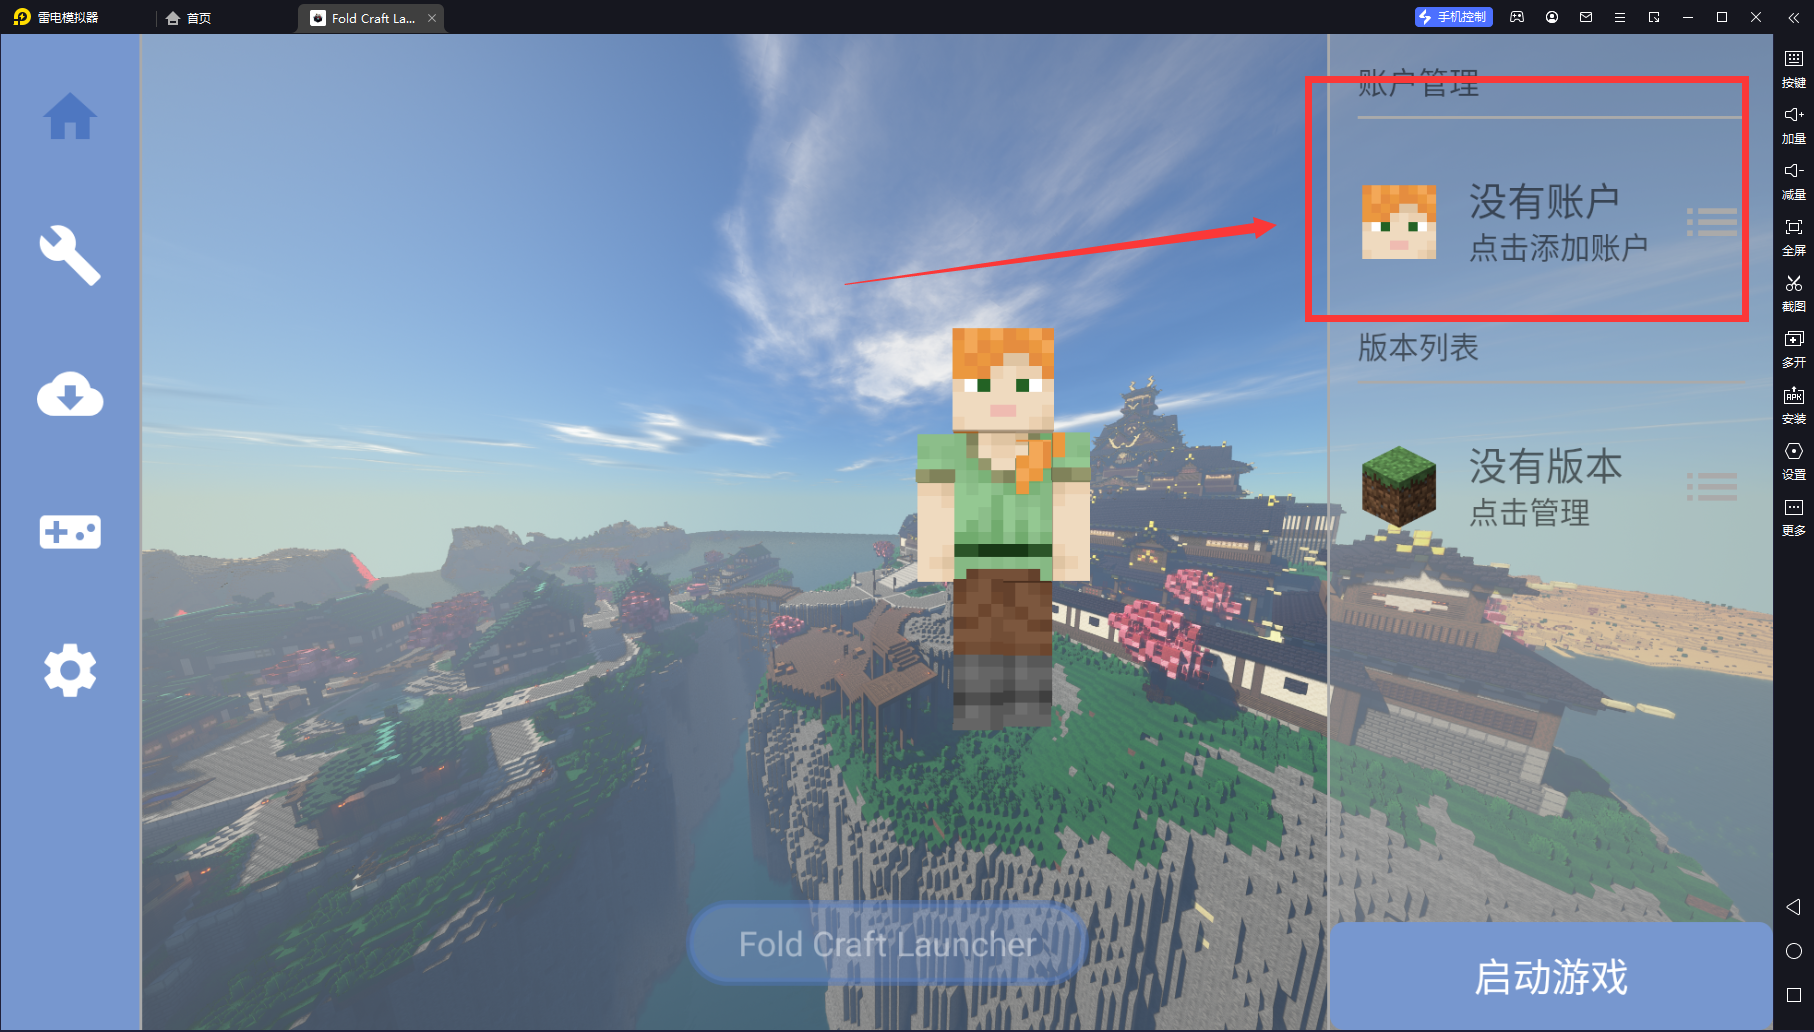 雷电模拟器
首页
Fold Craft La...
手机控制
账户管理
没有账户
点击添加账户
版本列表
没有版本
点击管理
Fold Craft Launcher
启动游戏
按键
加量
减量
全屏
截图
多开
APK
安装
设置
更多